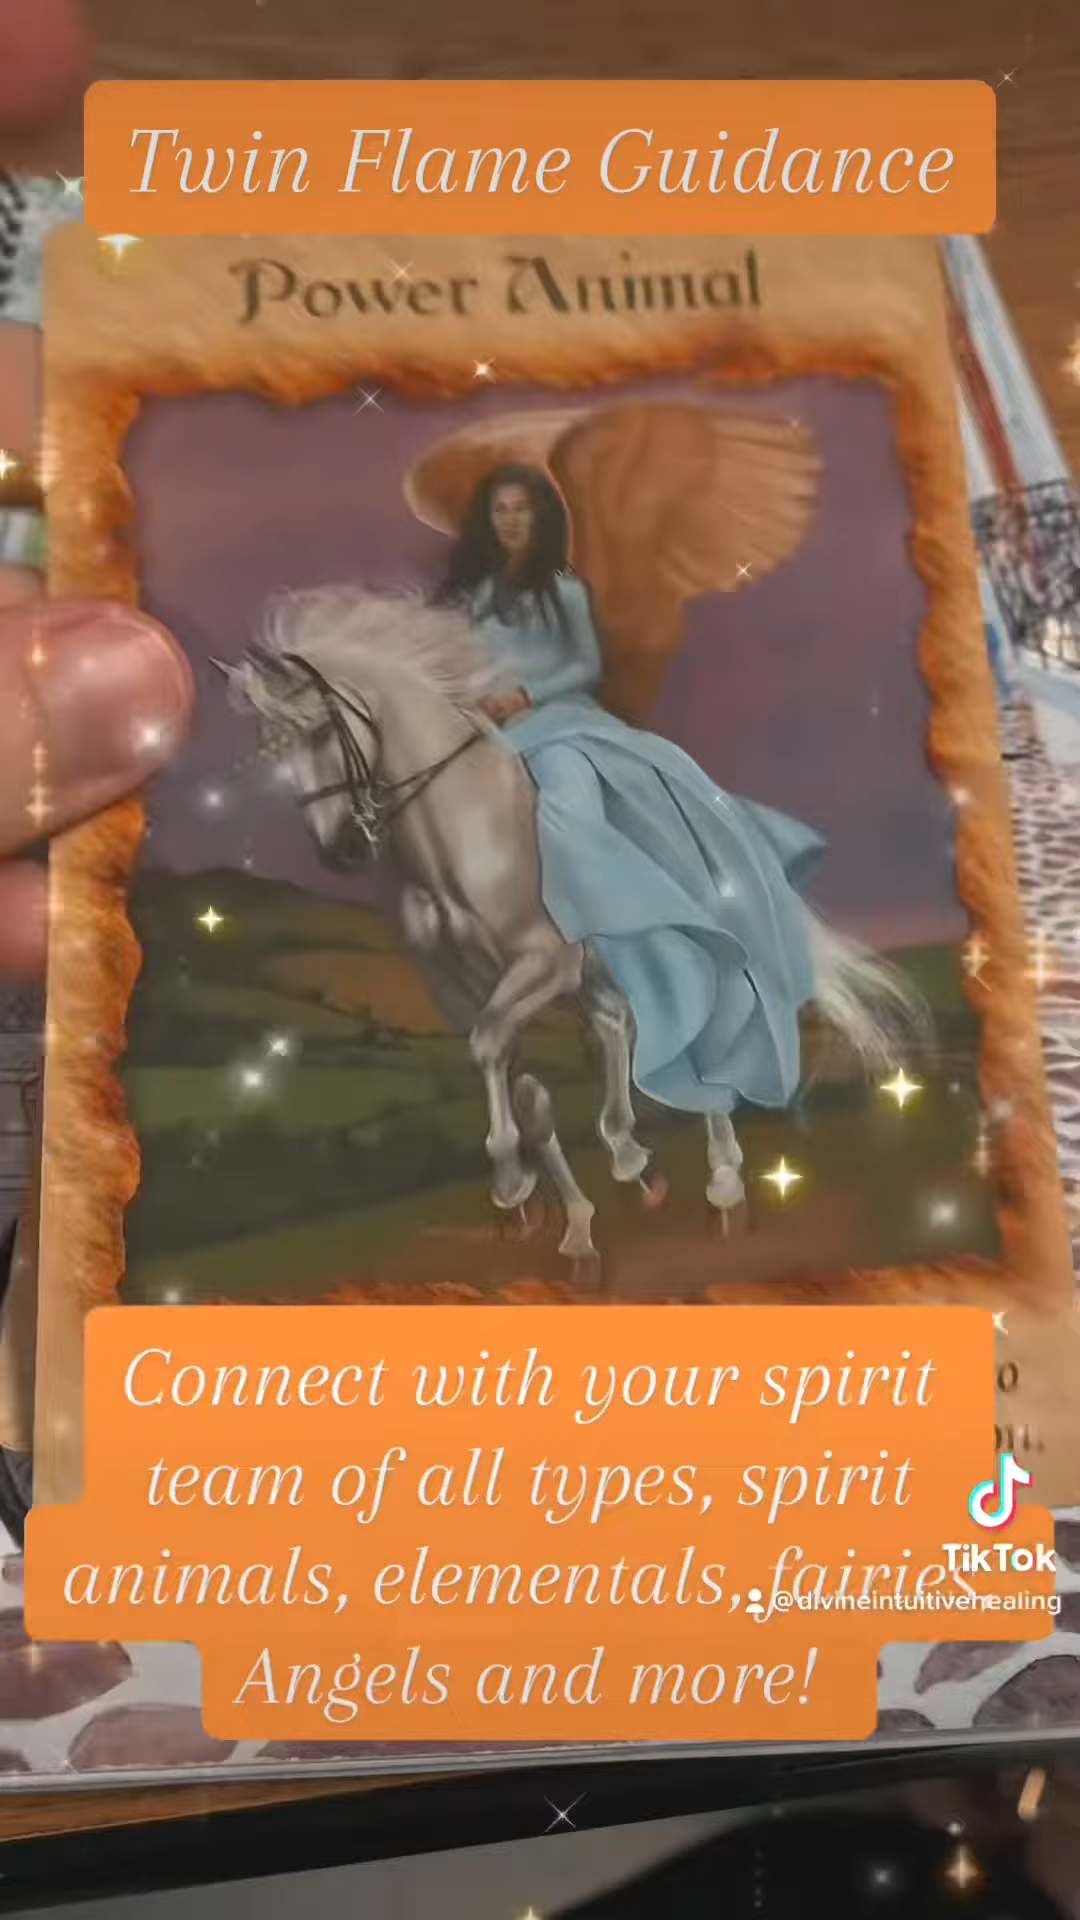 Twin Flame Guidance
Power Animal
Connect with your spirit
team of all types, spirit
animals, elementals, fairies,
Angels and more!
TikTok
@divineintuitivehealing